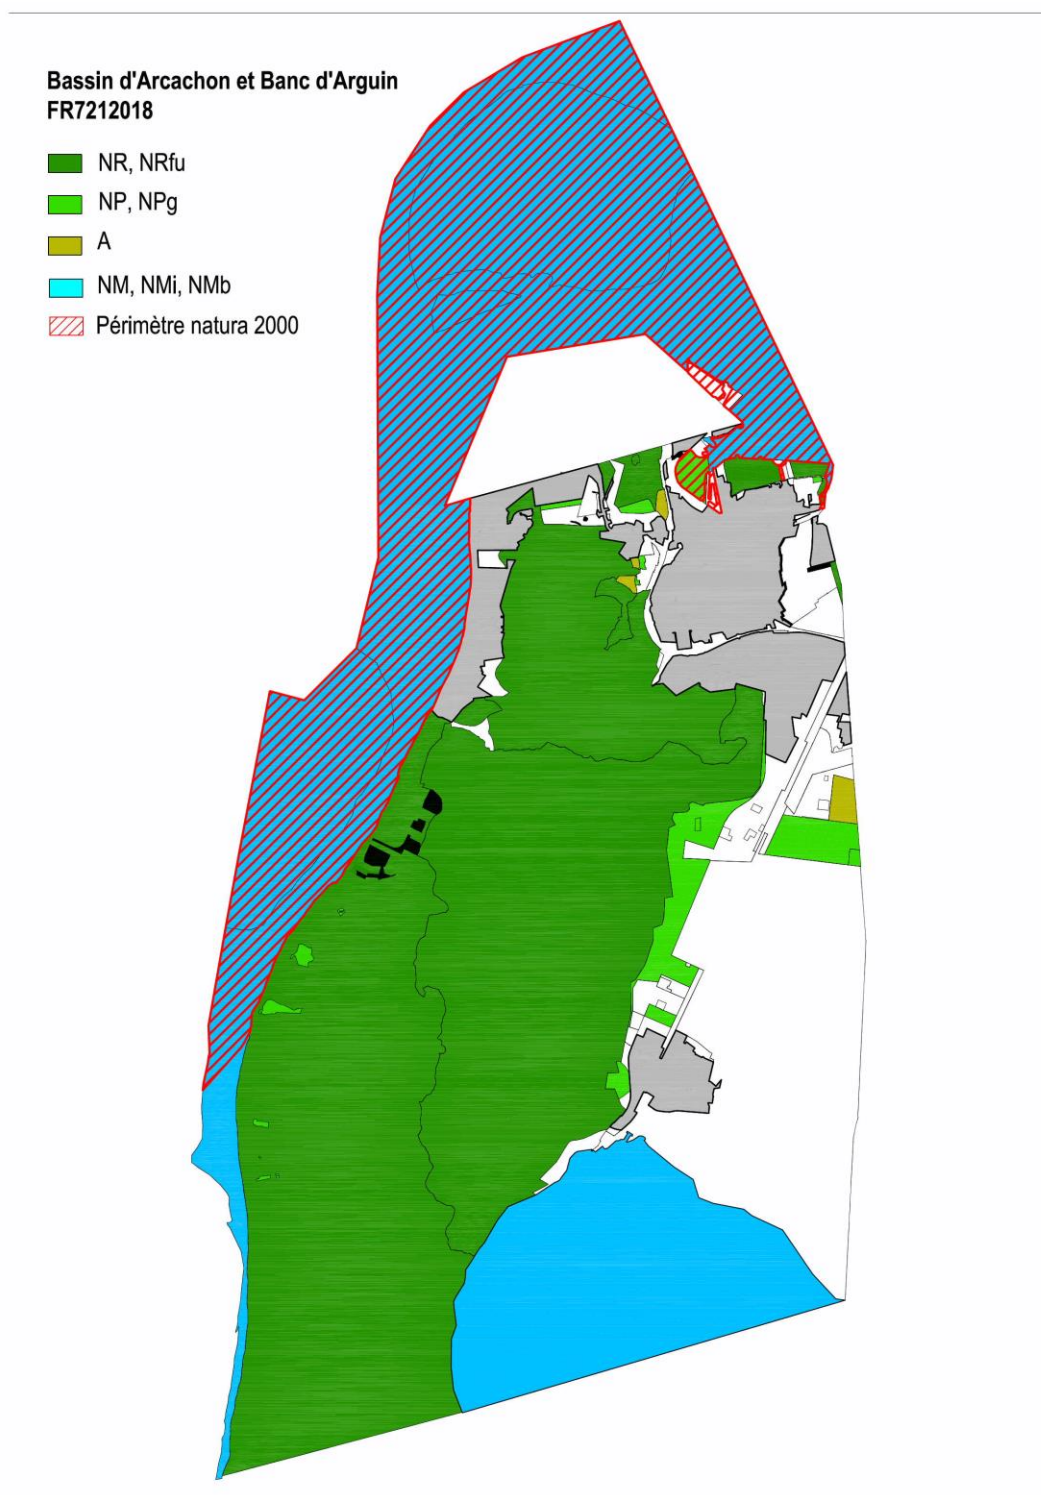 Bassin d'Arcachon et Banc d'Arguin
FR7212018
NR, NRfu
NP, NPg
A
NM, NMi, NMb
Périmètre natura 2000